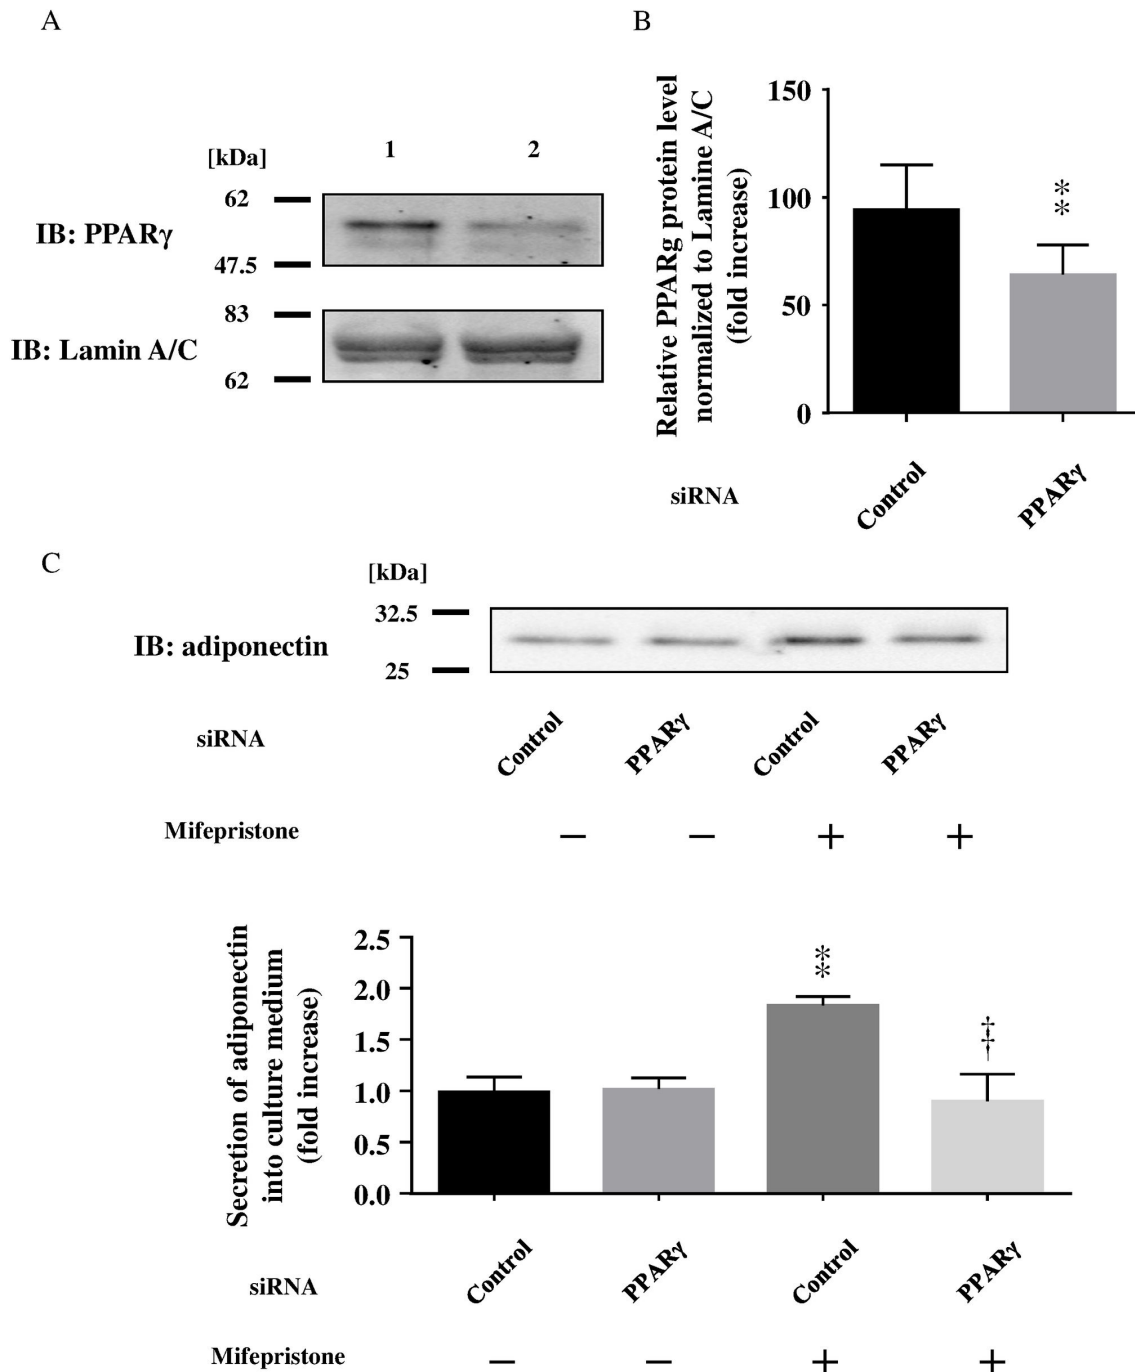 A
B
[kDa]
1
2
62
IB: PPARγ
47.5
83
IB: Lamin A/C
62
Relative PPARg protein level
normalized to Lamine A/C
(fold increase)
150
100
50
0
**
siRNA
Control
PPARγ
C
[kDa]
32.5
IB: adiponectin
25
siRNA
Control
PPARγ
Control
PPARγ
Mifepristone
− − + +
Secretion of adiponectin
into culture medium
(fold increase)
2.5
2.0
1.5
1.0
0.5
0.0
**
‡
siRNA
Control
PPARγ
Control
PPARγ
Mifepristone
− − + +